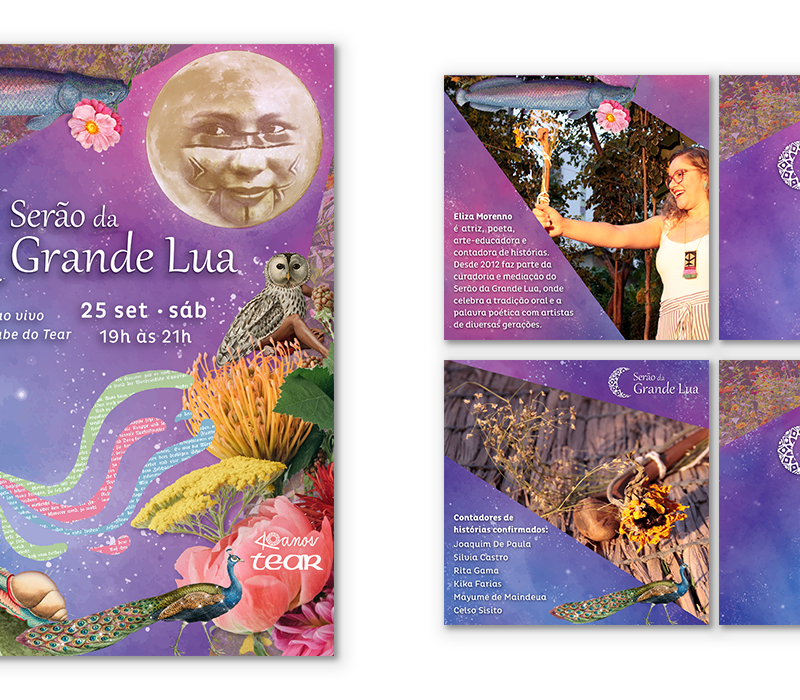 Serão da
Grande Lua
ao vivo
25 set · sáb
be do Tear
19h às 21h
40 anos
tear
Eliza Morenno
é atriz, poeta,
arte-educadora e
contadora de histórias.
Desde 2012 faz parte da
curadoria e mediação do
Serão da Grande Lua, onde
celebra a tradição oral e a
palavra poética com artistas
de diversas gerações.
Serão da
Grande Lua
Contadores de
histórias confirmados:
Joaquim De Paula
Silvia Castro
Rita Gama
Kika Farias
Mayumé de Maindeua
Celso Sisito